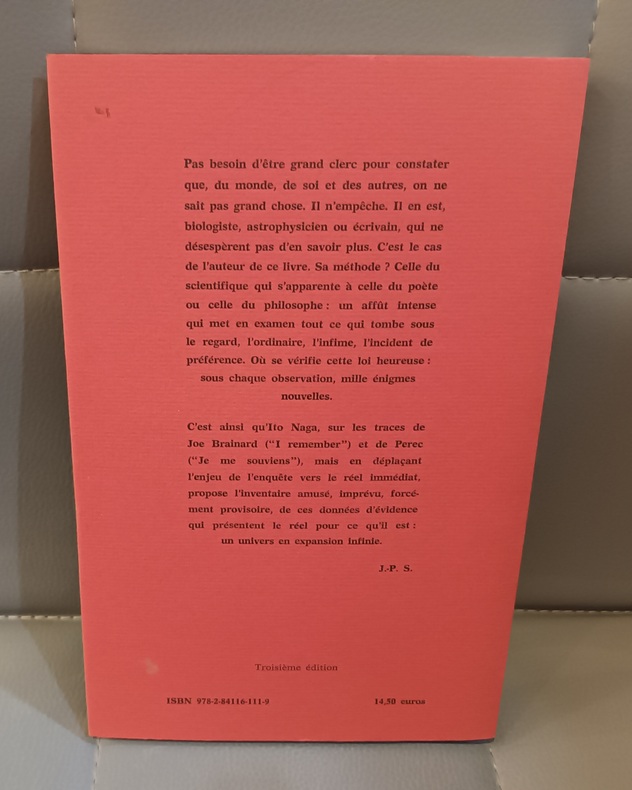 Pas besoin d'être grand clerc pour constater
que, du monde, de soi et des autres, on ne
sait pas grand chose. Il n'empêche. Il en est,
biologiste, astrophysicien ou écrivain, qui ne
désespèrent pas d'en savoir plus. C'est le cas
de l'auteur de ce livre. Sa méthode ? Celle du
scientifique qui s'apparente à celle du poète
ou celle du philosophe : un affût intense
qui met en examen tout ce qui tombe sous
le regard, l'ordinaire, l'infime, l'incident de
préférence. Où se vérifie cette loi heureuse :
sous chaque observation, mille énigmes
nouvelles.
C'est ainsi qu'Ito Naga, sur les traces de
Joe Brainard ("I remember") et de Perec
("Je me souviens"), mais en déplaçant
l'enjeu de l'enquête vers le réel immédiat,
propose l'inventaire amusé, imprévu, forcé-
ment provisoire, de ces données d'évidence
qui présentent le réel pour ce qu'il est :
un univers en expansion infinie.
J.-P. S.
Troisième édition
ISBN 978-2-84116-111-9 14,50 euros